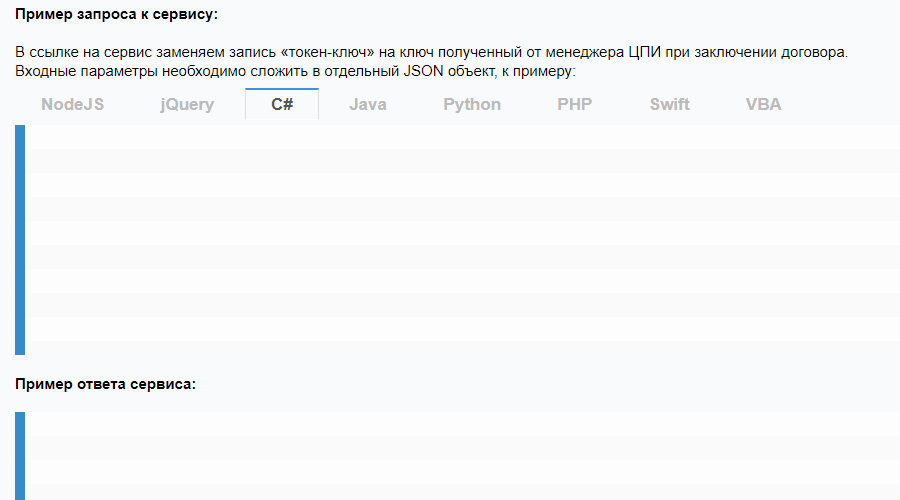 Пример запроса к сервису:
В ссылке на сервис заменяем запись «токен-ключ» на ключ полученный от менеджера ЦПИ при заключении договора.
Входные параметры необходимо сложить в отдельный JSON объект, к примеру:
NodeJS jQuery C# Java Python PHP Swift VBA
Пример ответа сервиса: